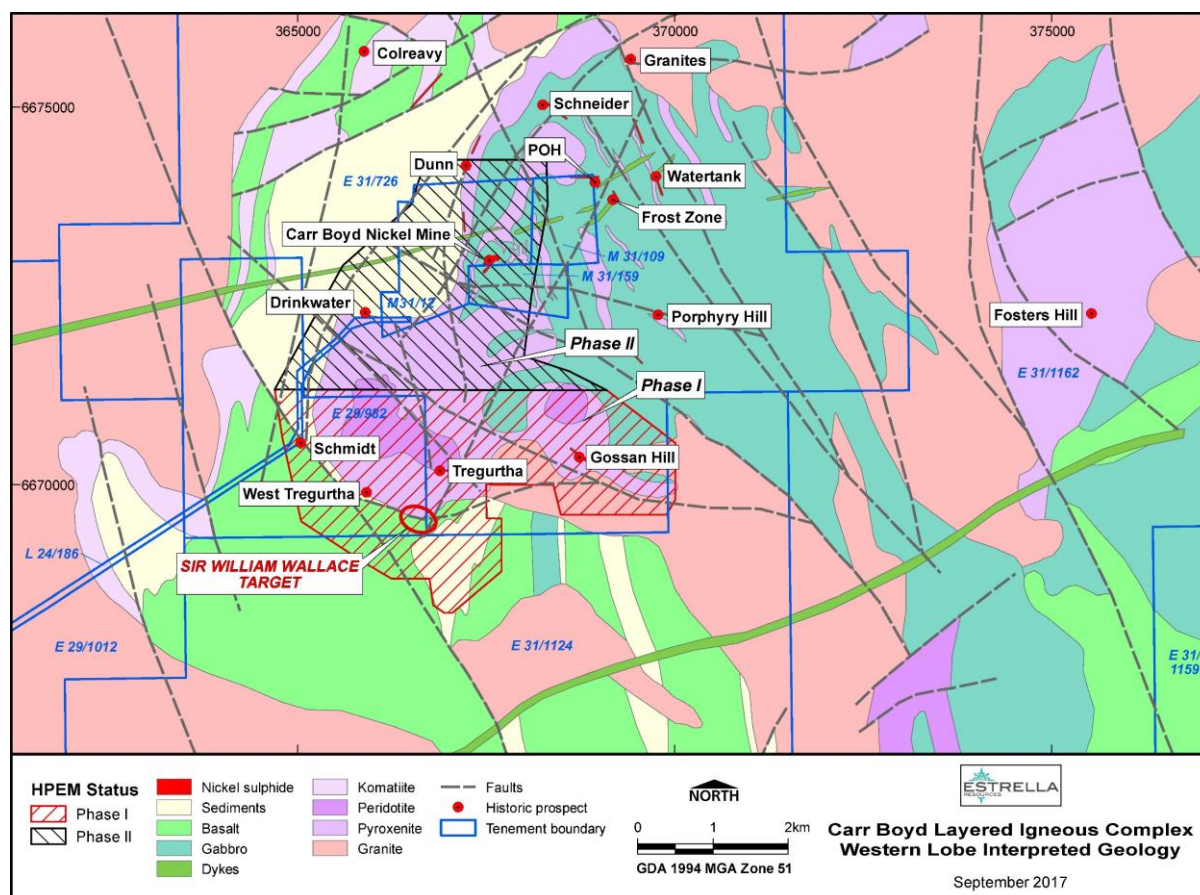 365000
370000
375000
Colreavy
Granites
6675000
Schneider
POH
Dunn
Watertank
E 31/726
Frost Zone
Carr Boyd Nickel Mine
M 31/109
M 31/159
Drinkwater
M31/12
Porphyry Hill
Fosters Hill
Phase II
E 31/1162
Phase I
E 29/982
Schmidt
Tregurtha
Gossan Hill
6670000
West Tregurtha
L 24/186
SIR WILLIAM WALLACE
TARGET
E 29/1012
E 31/1124
E 31/
1159
HPEM Status
Phase I
Phase II
Nickel sulphide
Sediments
Basalt
Gabbro
Dykes
Komatiite
Peridotite
Pyroxenite
Granite
Faults
Historic prospect
Tenement boundary
NORTH
0 1 2km
GDA 1994 MGA Zone 51
ESTRELLA
RESOURCES
Carr Boyd Layered Igneous Complex
Western Lobe Interpreted Geology
September 2017